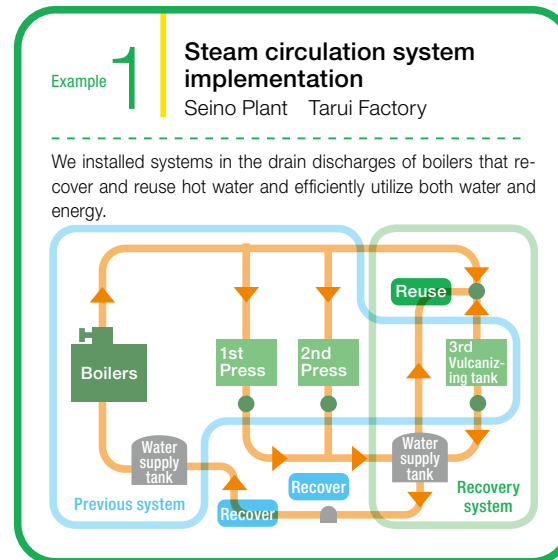 Example 1
Steam circulation system
implementation
Seino Plant Tarui Factory
We installed systems in the drain discharges of boilers that re-
cover and reuse hot water and efficiently utilize both water and
energy.
Reuse
Boilers
1st
Press
2nd
Press
3rd
Vulcaniz-
ing tank
Water
supply
tank
Water
supply
tank
Recover
Recover
Previous system
Recovery
system